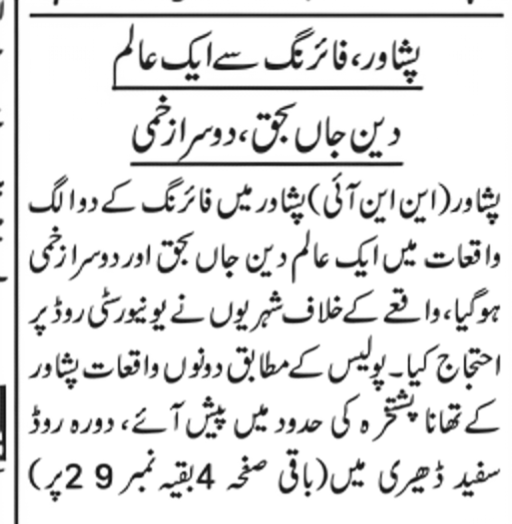 پشاور، فائرنگ سے ایک عالم
دین جاں بحق، دوسرا زخمی
پشاور(این این آئی)پشاور میں فائرنگ کے دو الگ
واقعات میں ایک عالم دین جاں بحق اور دوسرا زخمی
ہوگیا، واقعے کے خلاف شہریوں نے یونیورسٹی روڈ پر
احتجاج کیا۔ پولیس کے مطابق دونوں واقعات پشاور
کے تھانا پشتخرہ کی حدود میں پیش آئے، دورہ روڈ
سفید ڈھیری میں(باقی صفحہ 4 بقیہ نمبر 29 پر)